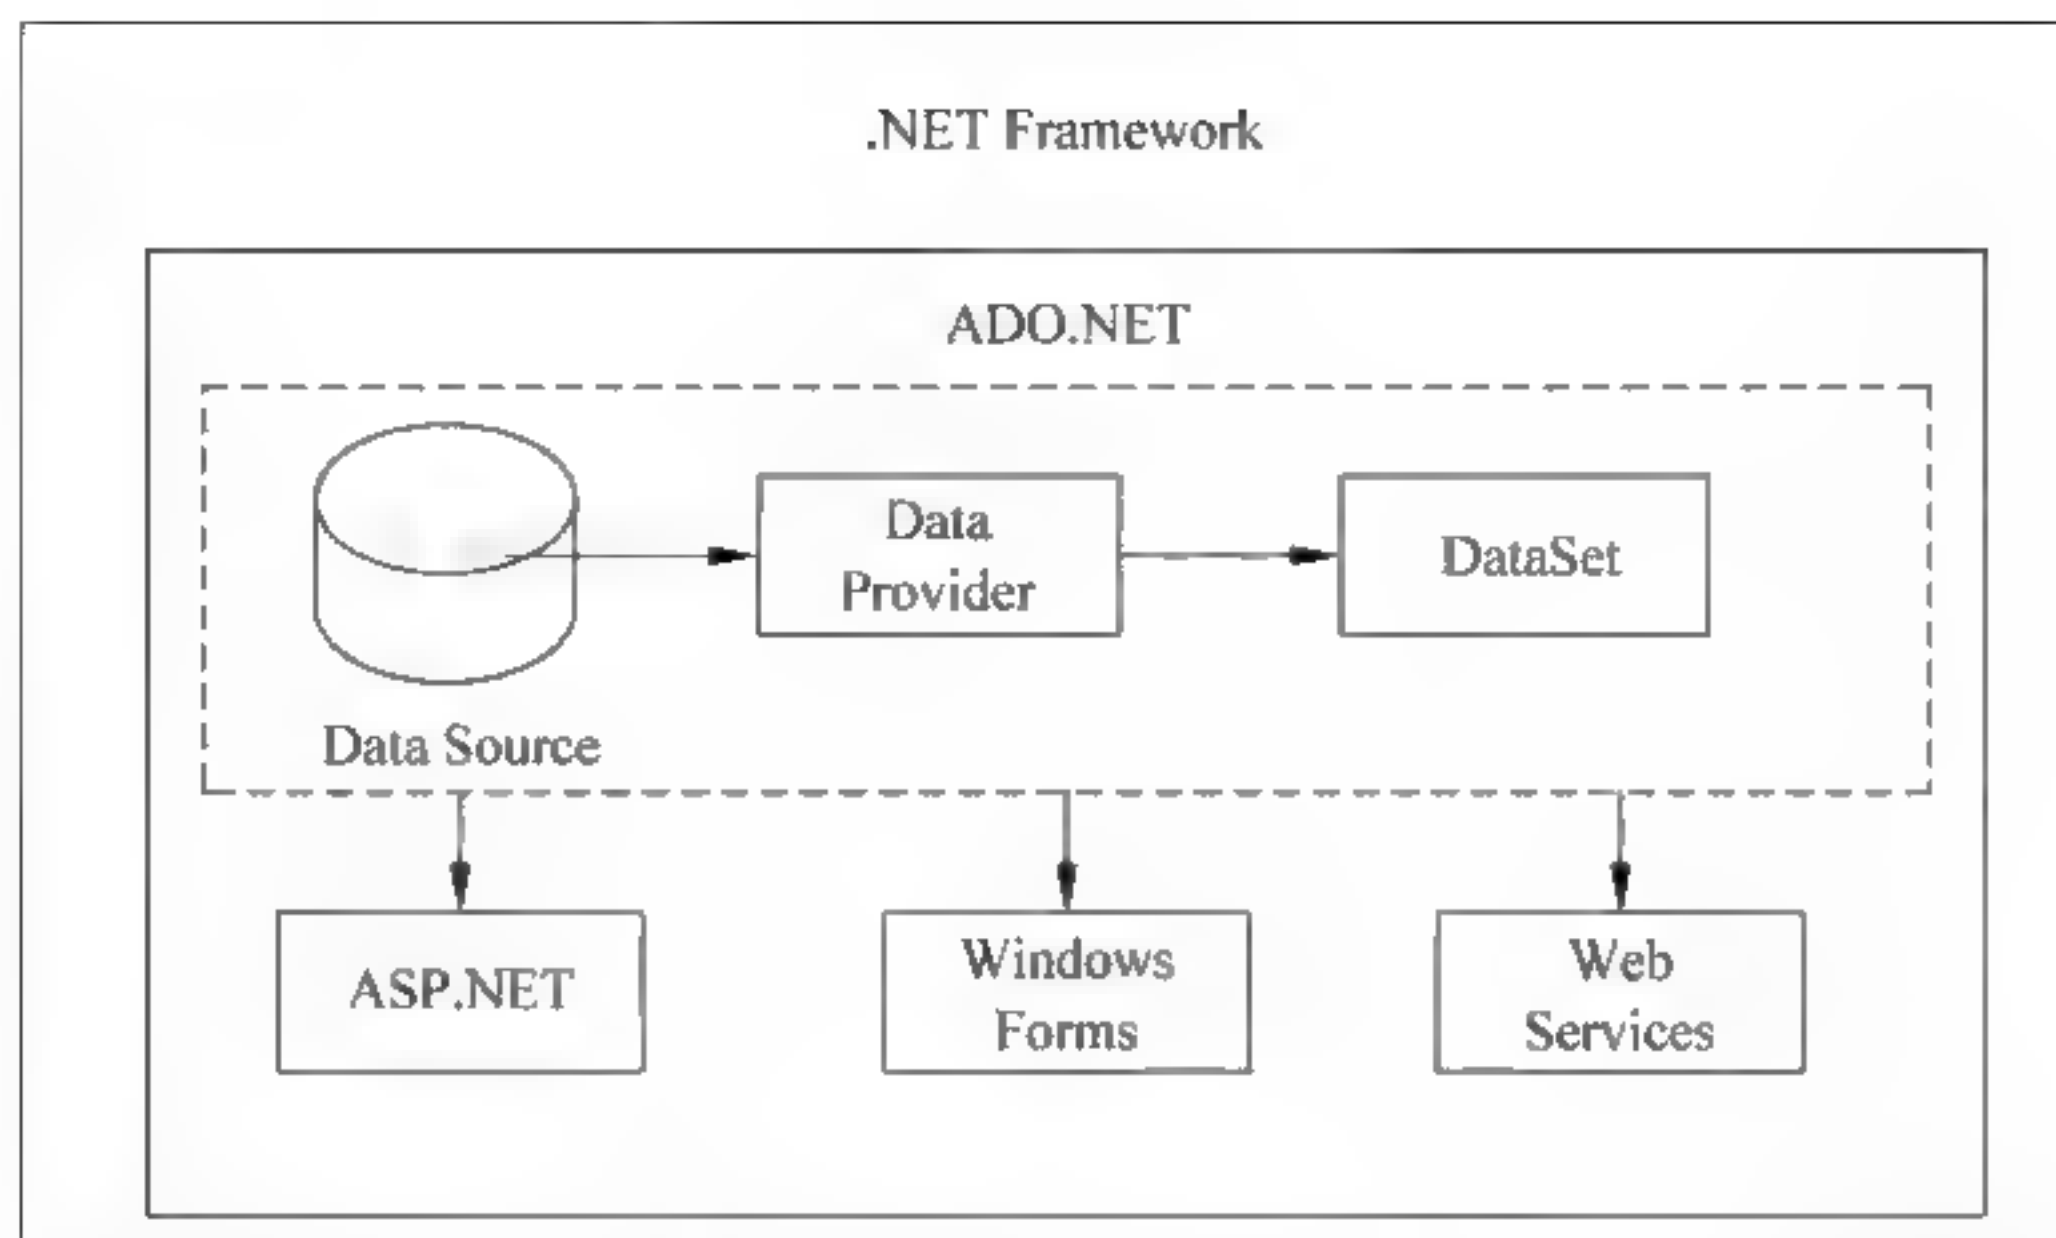 .NET Framework
ADO.NET
Data
Provider
DataSet
Data Source
ASP.NET
Windows
Forms
Web
Services